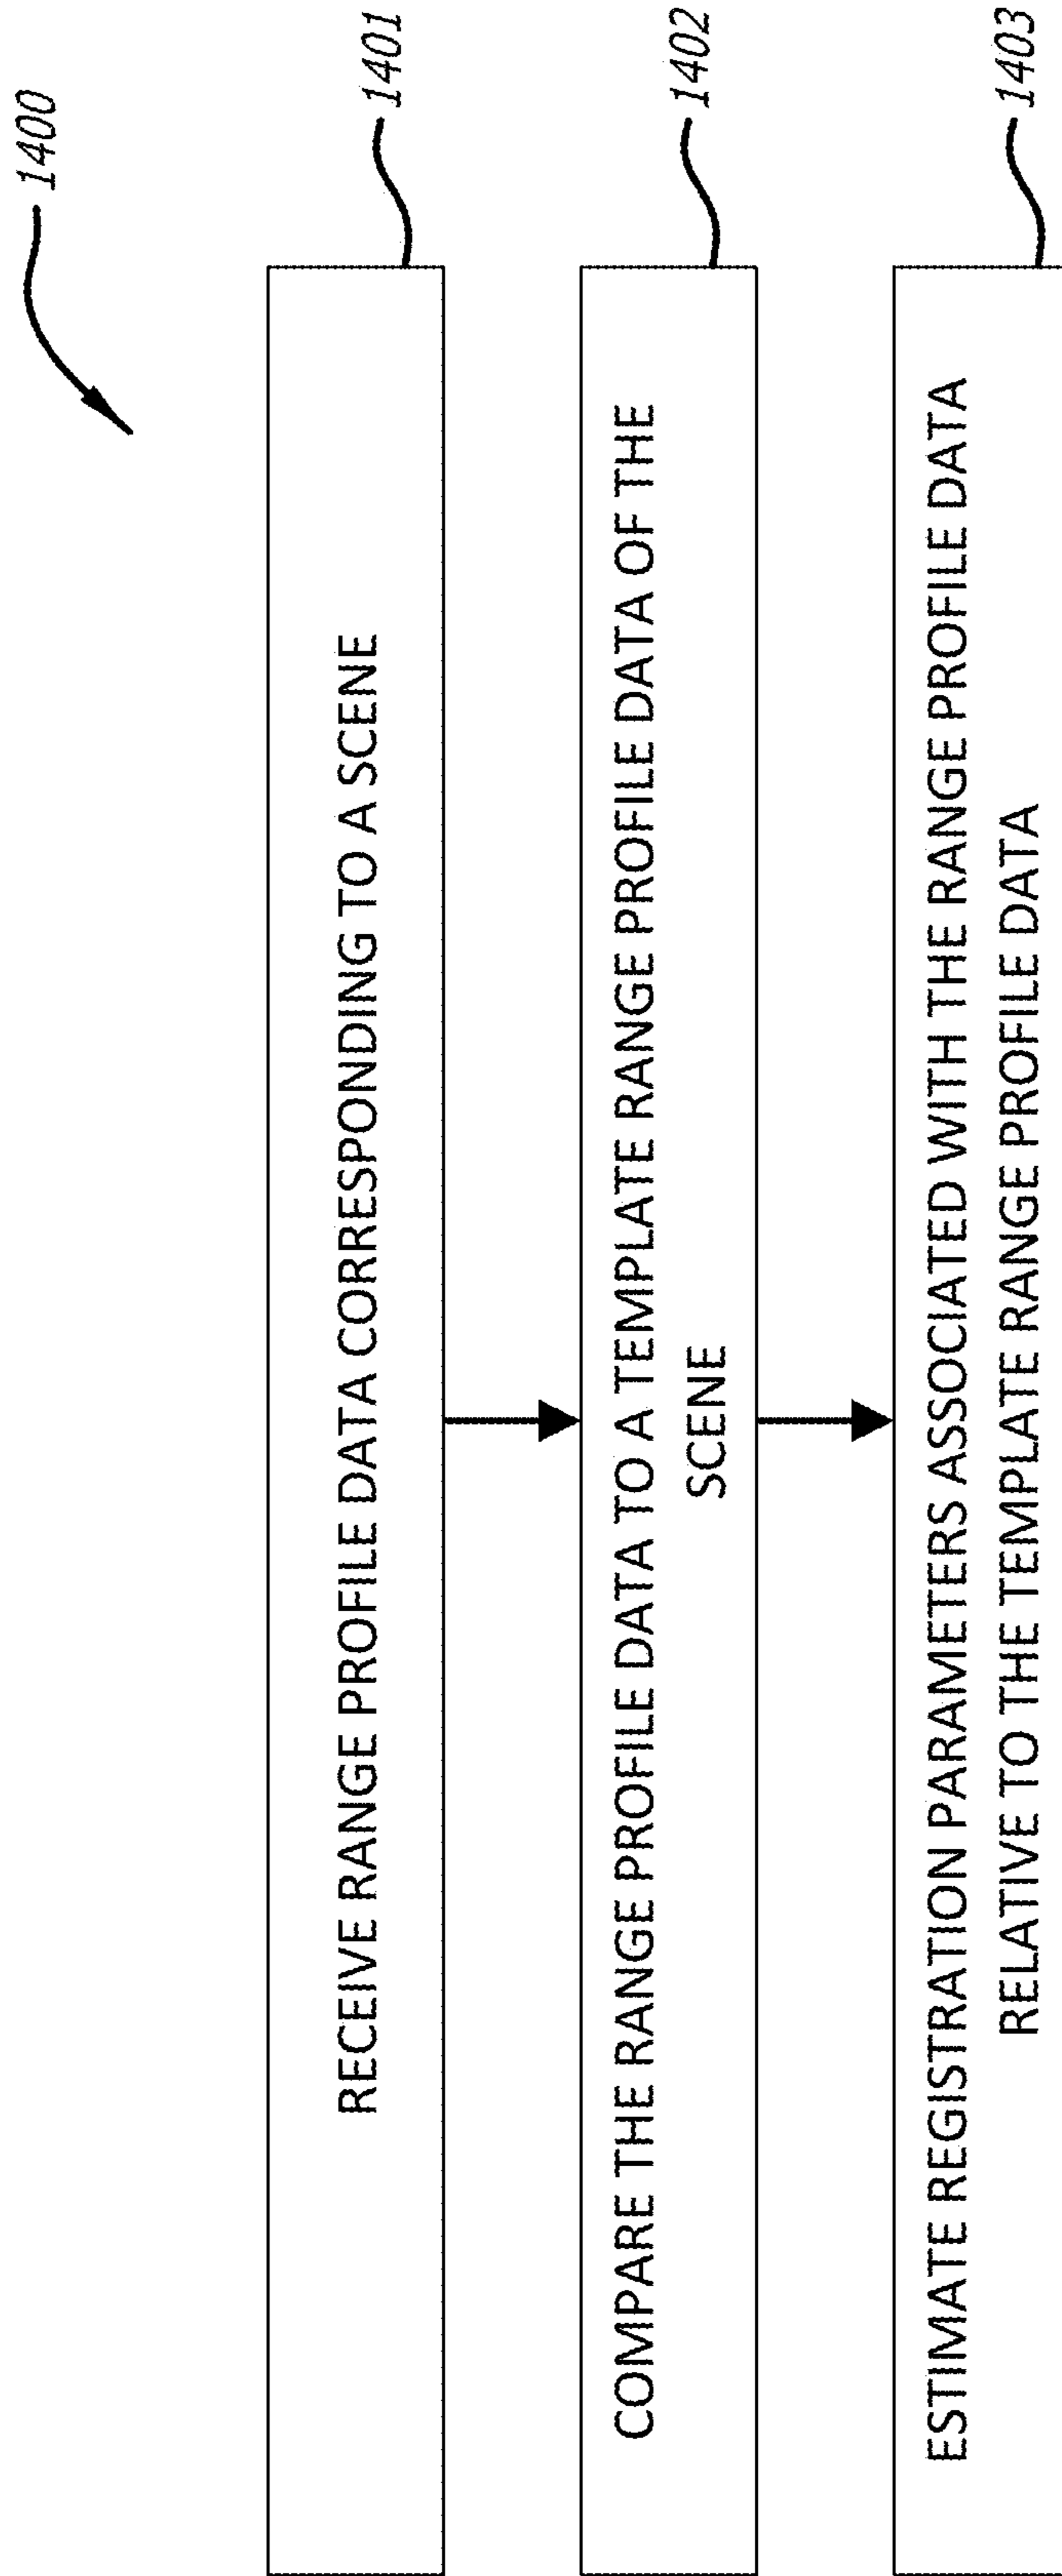 1400
RECEIVE RANGE PROFILE DATA CORRESPONDING TO A SCENE
1401
COMPARE THE RANGE PROFILE DATA TO A TEMPLATE RANGE PROFILE DATA OF THE
SCENE
1402
ESTIMATE REGISTRATION PARAMETERS ASSOCIATED WITH THE RANGE PROFILE DATA
RELATIVE TO THE TEMPLATE RANGE PROFILE DATA
1403